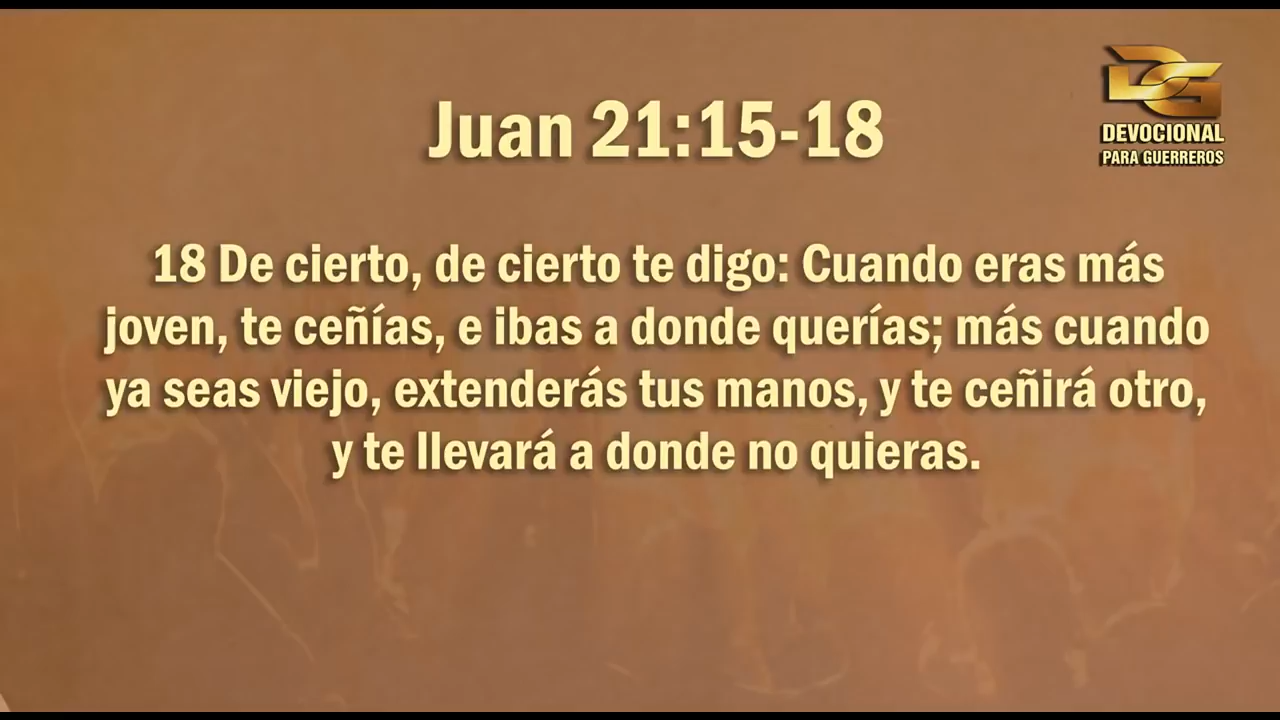 Juan 21:15-18
DG
DEVOCIONAL
PARA GUERREROS
18 De cierto, de cierto te digo: Cuando eras más
joven, te ceñías, e ibas a donde querías; más cuando
ya seas viejo, extenderás tus manos, y te ceñirá otro,
y te llevará a donde no quieras.